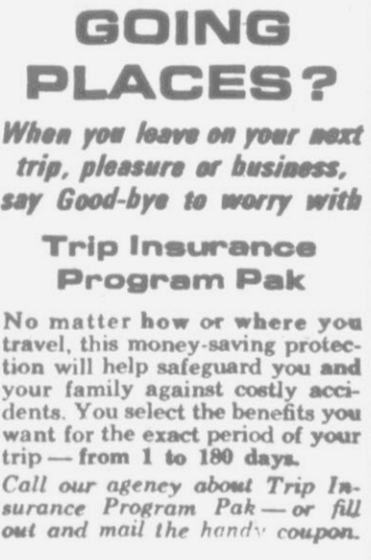 GOING
PLACES?
When you leave on your next
trip, pleasure or business,
say Good-bye to worry with
Trip Insurance
Program Pak
No matter how or where you
travel, this money-saving protec-
tion will help safeguard you and
your family against costly acci-
dents. You select the benefits you
want for the exact period of your
trip — from 1 to 180 days.
Call our agency about Trip In-
surance Program Pak — or fill
out and mail the handy coupon.